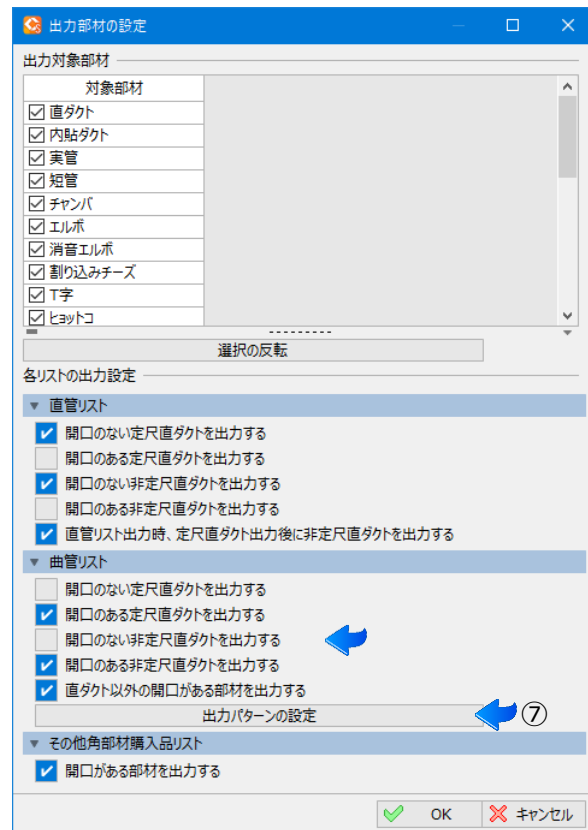 出力部材の設定
出力対象部材
対象部材
直ダクト
内貼ダクト
実管
短管
チャンバ
エルボ
消音エルボ
割り込みチーズ
T字
ヒョットコ
選択の反転
各リストの出力設定
直管リスト
開口のない定尺直ダクトを出力する
開口のある定尺直ダクトを出力する
開口のない非定尺直ダクトを出力する
開口のある非定尺直ダクトを出力する
直管リスト出力時、定尺直ダクト出力後に非定尺直ダクトを出力する
曲管リスト
開口のない定尺直ダクトを出力する
開口のある定尺直ダクトを出力する
開口のない非定尺直ダクトを出力する
開口のある非定尺直ダクトを出力する
直ダクト以外の開口がある部材を出力する
出力パターンの設定 ⑦
その他角部材購入品リスト
開口がある部材を出力する
OK キャンセル